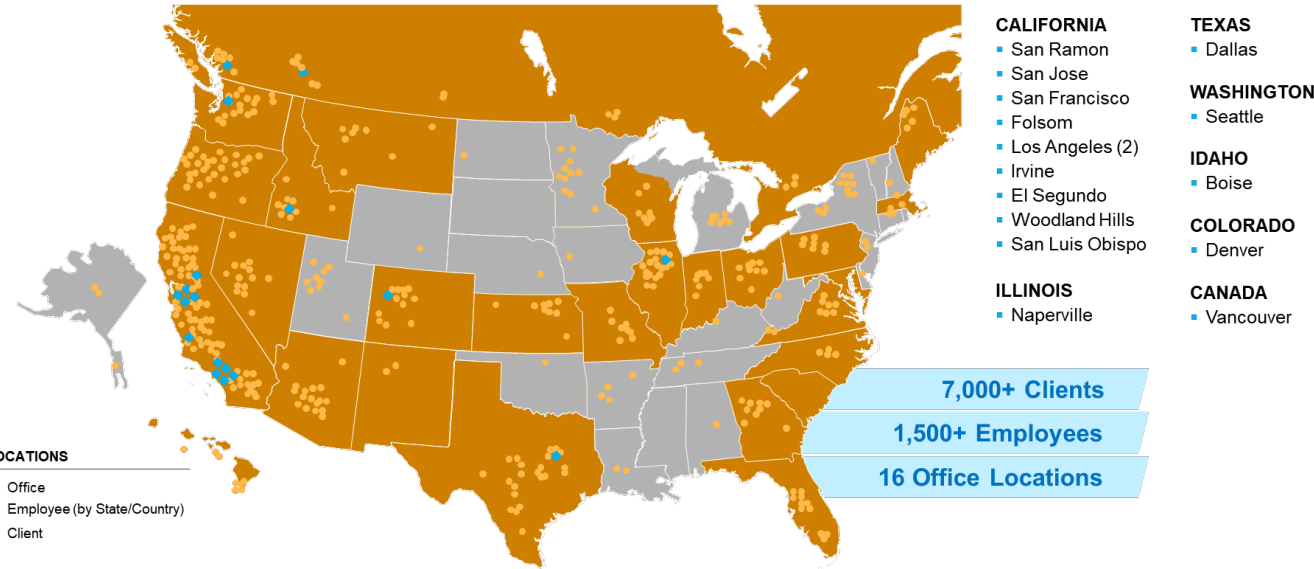 CALIFORNIA
San Ramon
San Jose
San Francisco
Folsom
Los Angeles (2)
Irvine
El Segundo
Woodland Hills
San Luis Obispo
ILLINOIS
Naperville
TEXAS
Dallas
WASHINGTON
Seattle
IDAHO
Boise
COLORADO
Denver
CANADA
Vancouver
7,000+ Clients
1,500+ Employees
16 Office Locations
OCATIONS
Office
Employee (by State/Country)
Client